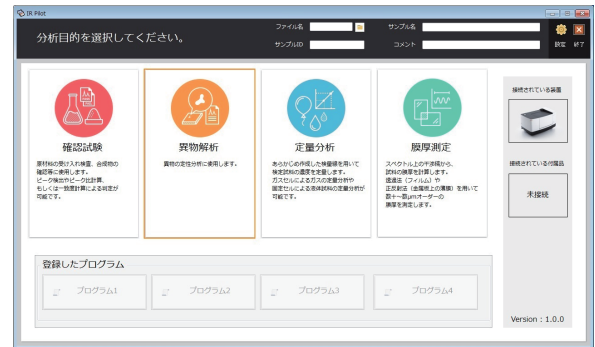 IR Pilot
分析目的を選択してください。
ファイル名
サンプル名
サンプルID
コメント
設定
終了
確認試験
原材料の受け入れ検査、合成物の
確認等に使用します。
ピーク検出やピーク比計算、
もしくは一致度計算による判定が
可能です。
異物解析
異物の定性分析に使用します。
定量分析
あらかじめ作成した検量線を用いて
検定試料の濃度を定量します。
ガスセルによるガスの定量分析や
固定セルによる液体試料の定量分析が
可能です。
膜厚測定
スペクトル上の干渉縞から、
試料の膜厚を計算します。
透過法（フィルム）や
正反射法（金属板上の薄膜）を用いて
数十～数μmオーダーの
膜厚を測定します。
接続されている装置
接続されている付属品
未接続
登録したプログラム
プログラム1
プログラム2
プログラム3
プログラム4
Version : 1.0.0